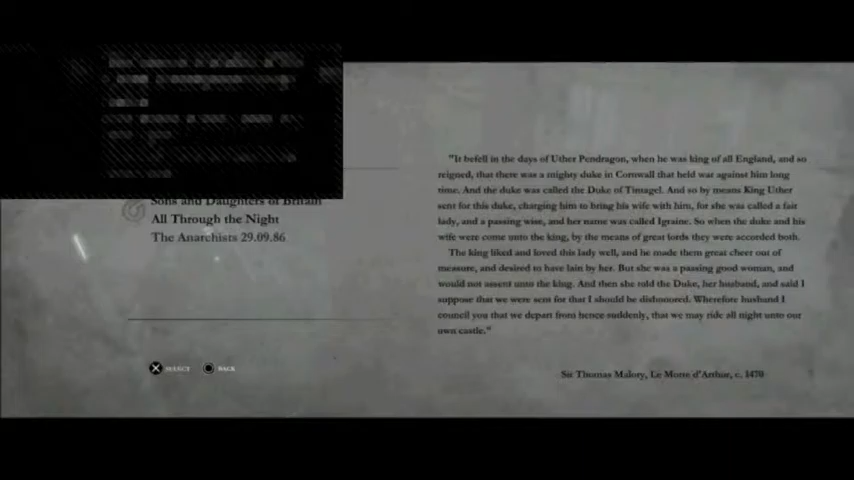 Sons and Daughters of Britain
All Through the Night
The Anarchists 29.09.86
SELECT
BACK
"It befell in the days of Uther Pendragon, when he was king of all England, and so
reigned, that there was a mighty duke in Cornwall that held war against him long
time. And the duke was called the Duke of Tintagel. And so by means King Uther
sent for this duke, charging him to bring his wife with him, for she was called a fair
lady, and a passing wise, and her name was called Igraine. So when the duke and his
wife were come unto the king, by the means of great lords they were accorded both.
The king liked and loved this lady well, and he made them great cheer out of
measure, and desired to have lain by her. But she was a passing good woman, and
would not assent unto the king. And then she told the Duke, her husband, and said I
suppose that we were sent for that I should be dishonored. Wherefore husband I
council you that we depart from hence suddenly, that we may ride all night unto our
own castle."
Sir Thomas Malory, Le Morte d'Arthur, c. 1470